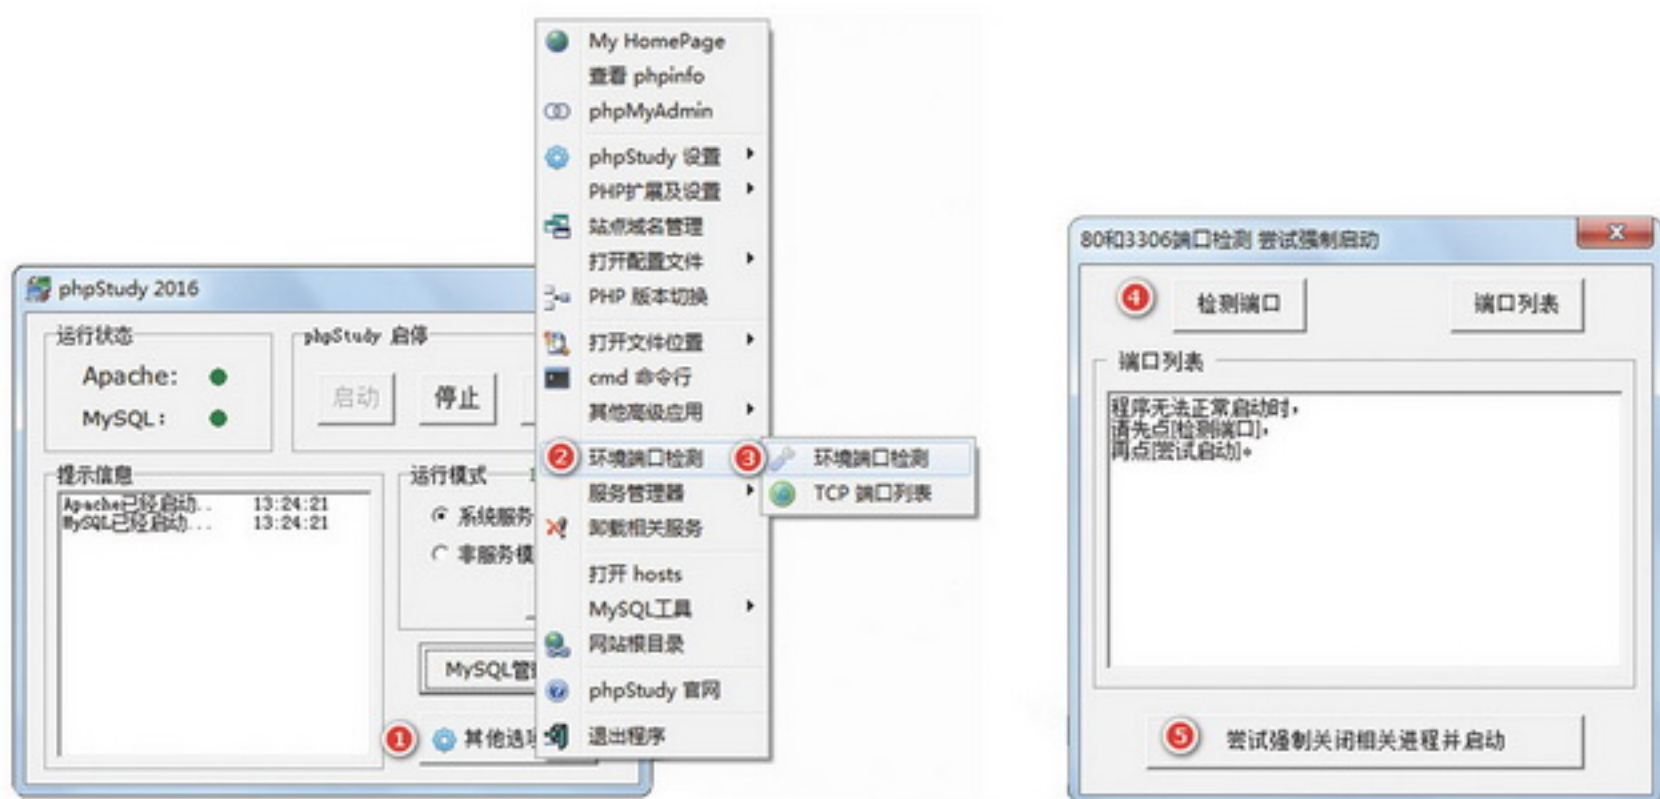 My HomePage
查看 phpinfo
phpMyAdmin
phpStudy 设置
PHP扩展及设置
站点域名管理
打开配置文件
PHP 版本切换
打开文件位置
cmd 命令行
其他高级应用
2 环境端口检测
服务管理器
卸载相关服务
打开 hosts
MySQL工具
网站根目录
phpStudy 官网
退出程序
3 环境端口检测
TCP 端口列表
phpStudy 2016
运行状态
Apache:
MySQL:
phpStudy 启停
启动
停止
提示信息
Apache已经启动.. 13:24:21
MySQL已经启动... 13:24:21
运行模式
系统服务
非服务模
MySQL管
1 其他选项
80和3306端口检测 尝试强制启动
4 检测端口
端口列表
端口列表
程序无法正常启动时,
请先点[检测端口],
再点[尝试启动]。
5 尝试强制关闭相关进程并启动